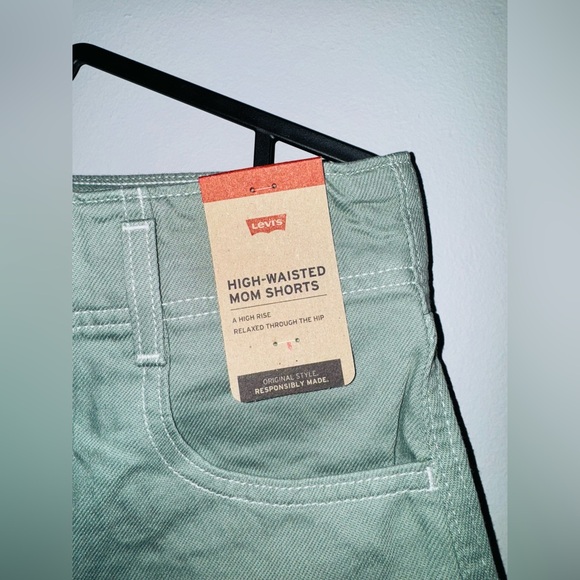 Levi's
HIGH-WAISTED
MOM SHORTS
A HIGH RISE
RELAXED THROUGH THE HIP
ORIGINAL STYLE.
RESPONSIBLY MADE.